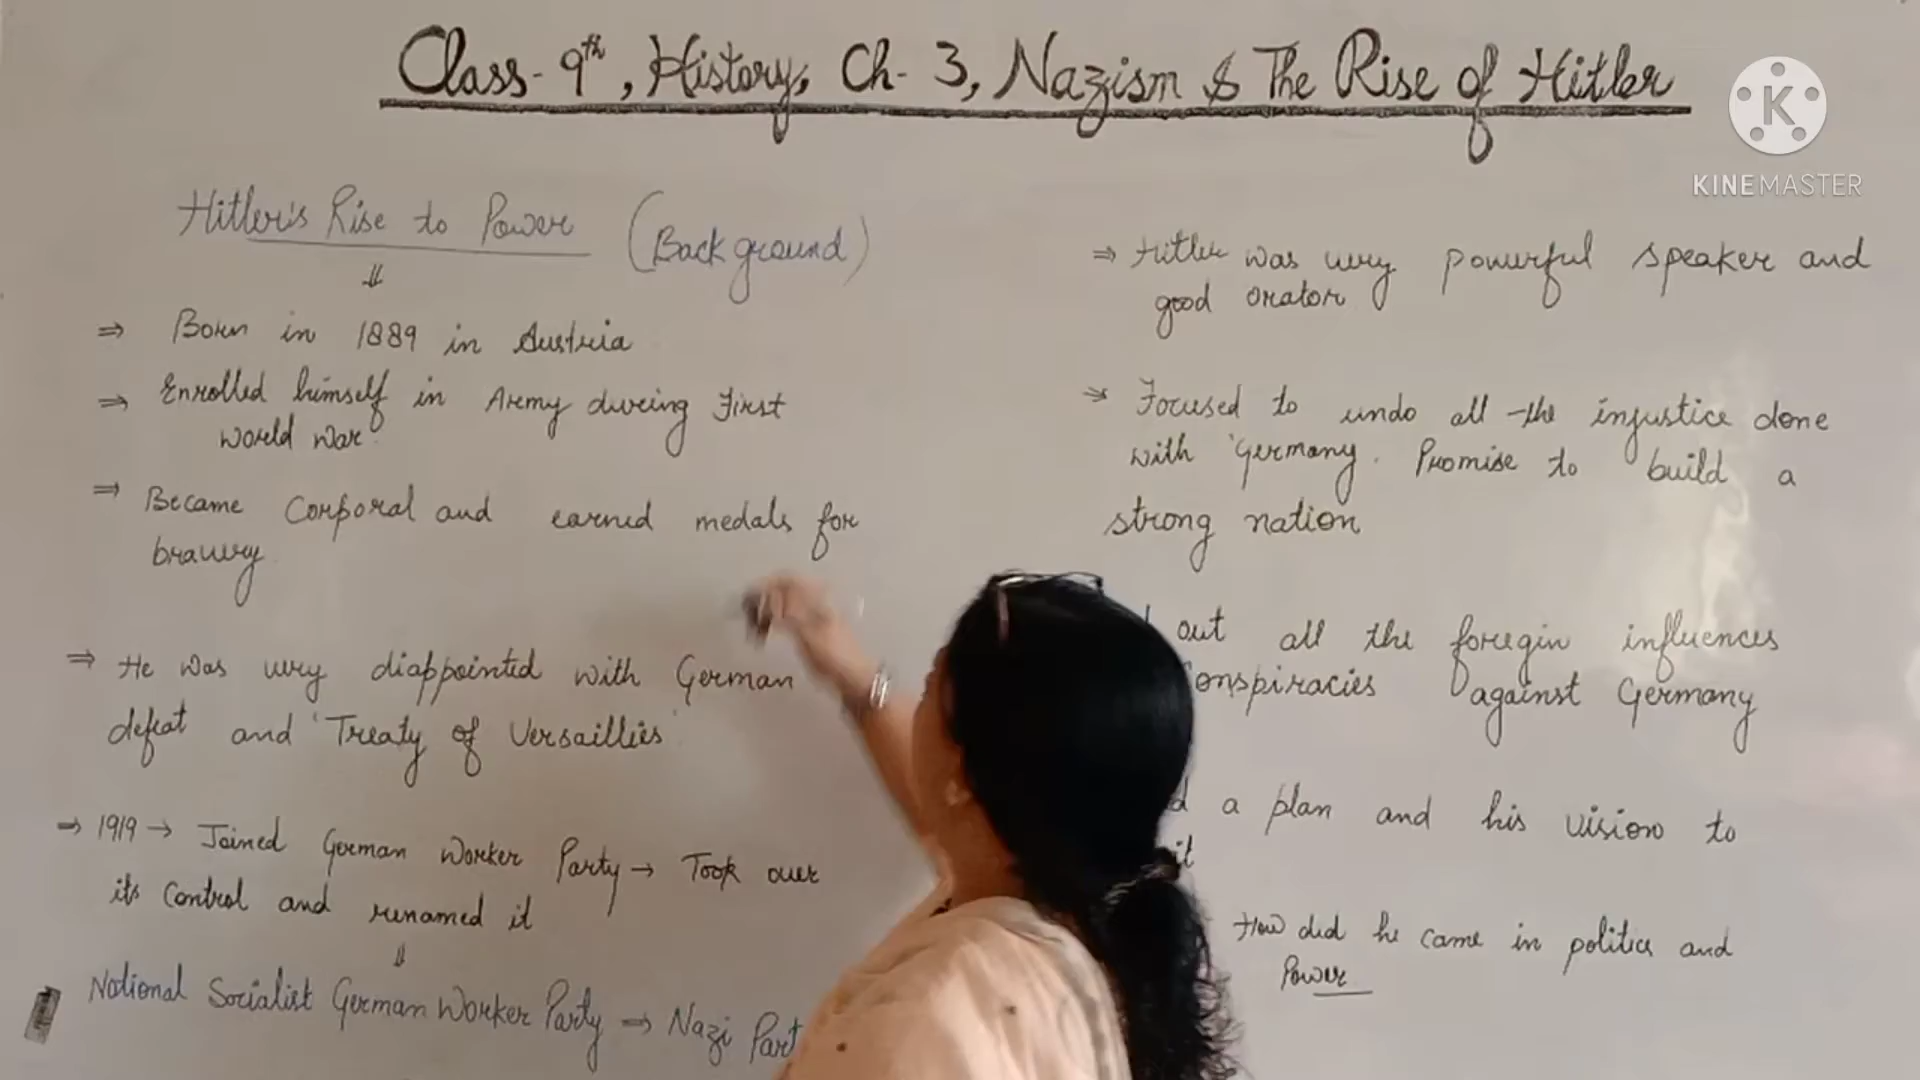 Class-9th, History, Ch-3, Nazism & The Rise of Hitler
KINEMASTER
Hitler's Rise to Power (Background)
⇒ Born in 1889 in Austria
⇒ Enrolled himself in Army during First
world war.
⇒ Became Corporal and earned medals for
bravery.
⇒ He was very diappointed with German
defeat and 'Treaty of Versaillies'
⇒ 1919 → Joined German Worker Party → Took over
its control and renamed it
National Socialist German Worker Party ⇒ Nazi Part
⇒ Hitler was very powerful speaker and
good orator
⇒ Focused to undo all the injustice done
with Germany. Promise to build a
strong nation
out all the foregin influences
onspiracies against Germany
a plan and his vision to
it
How did he came in politics and
Power